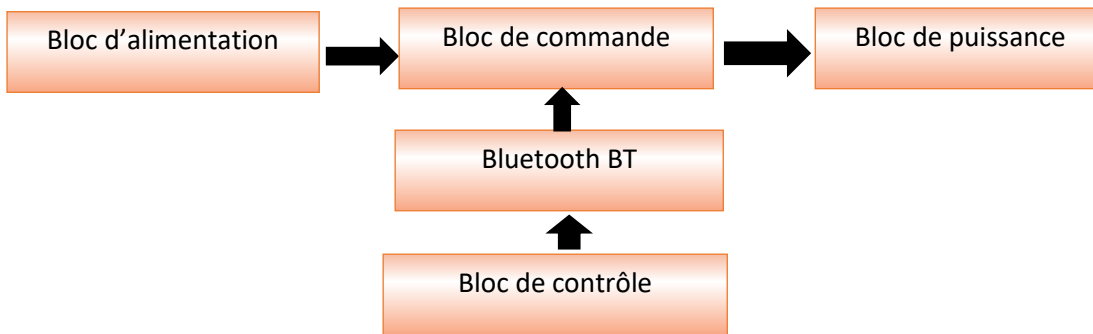 Bloc d’alimentation
Bloc de commande
Bloc de puissance
Bluetooth BT
Bloc de contrôle